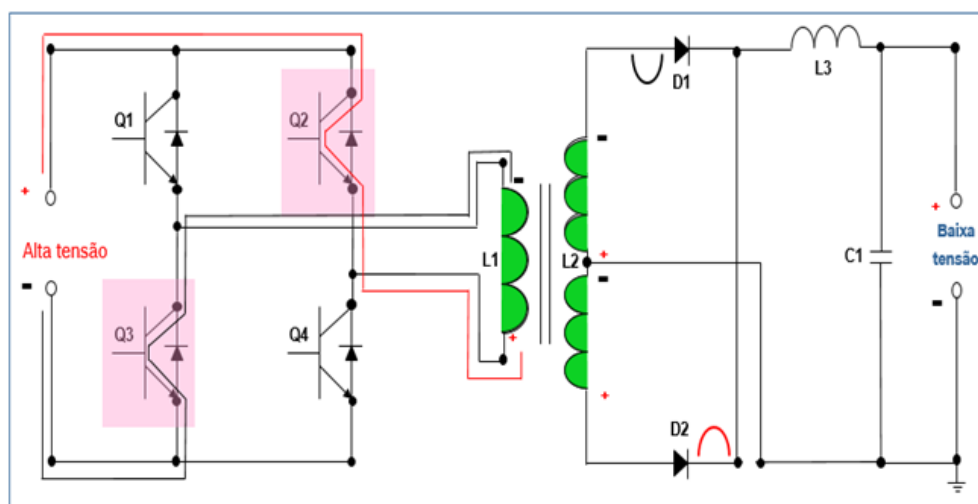 D1
L3
Q1
Q2
-
+
-
L1
L2
+
-
+
Alta tensão
-
+
Baixa
tensão
-
C1
Q3
Q4
+
D2